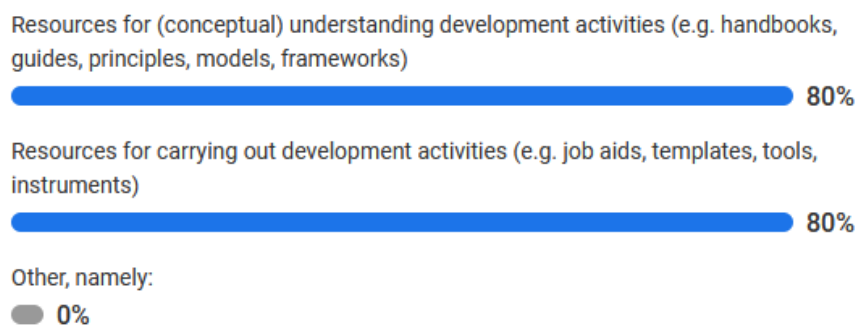 Resources for (conceptual) understanding development activities (e.g. handbooks,
guides, principles, models, frameworks)
80%
Resources for carrying out development activities (e.g. job aids, templates, tools,
instruments)
80%
Other, namely:
0%